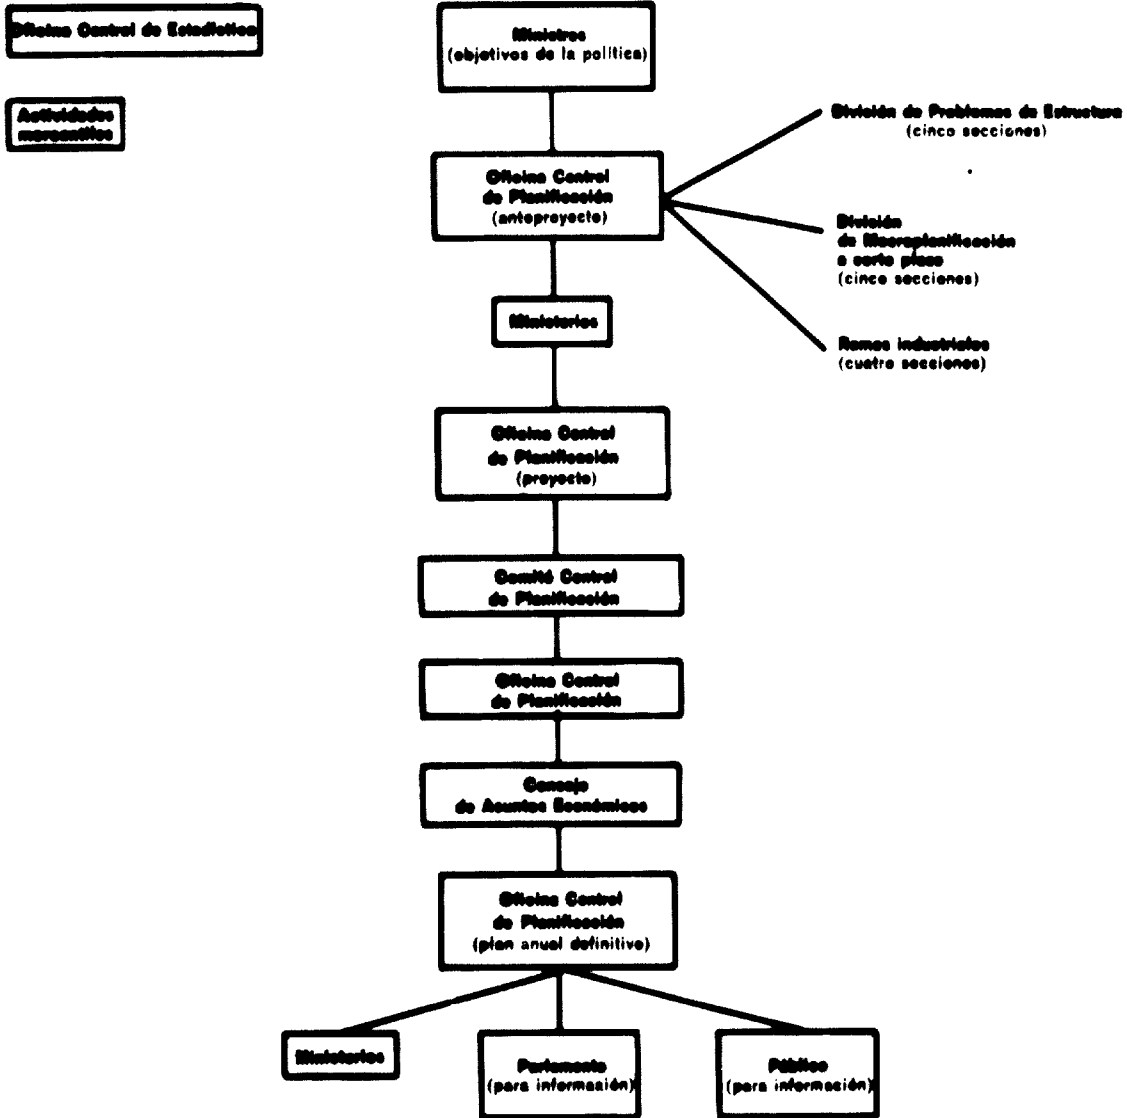 Oficina Central de Estadística
Ministros
(objetivos de la política)
Actividades
mercantiles
División de Problemas de Estructura
(cinco secciones)
Oficina Central
de Planificación
(anteproyecto)
División
de Macroplanificación
a corto plazo
(cinco secciones)
Ministerios
Ramas industriales
(cuatro secciones)
Oficina Central
de Planificación
(proyecto)
Comité Central
de Planificación
Oficina Central
de Planificación
Consejo
de Asuntos Económicos
Oficina Central
de Planificación
(plan anual definitivo)
Ministerios
Parlamento
(para información)
Público
(para información)